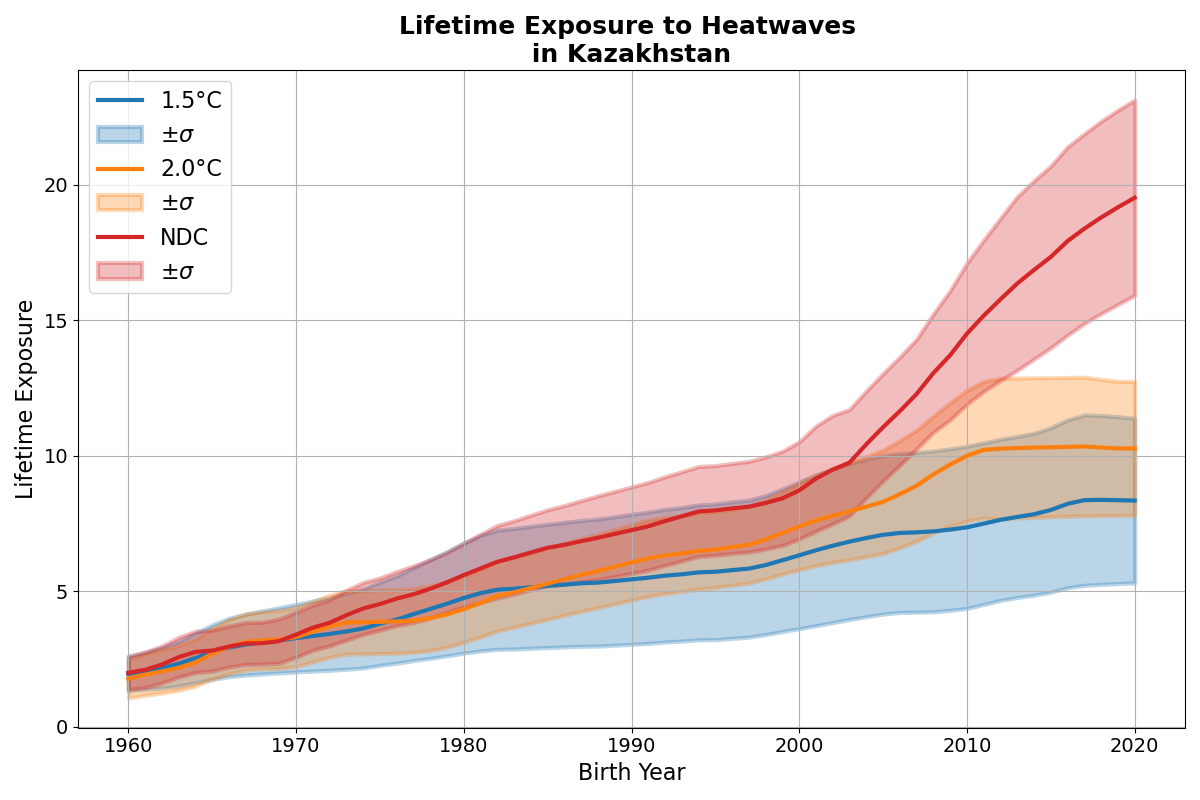 Lifetime Exposure to Heatwaves
in Kazakhstan
1.5°C
±σ
2.0°C
±σ
NDC
±σ
Lifetime Exposure
20
15
10
5
0
1960 1970 1980 1990 2000 2010 2020
Birth Year